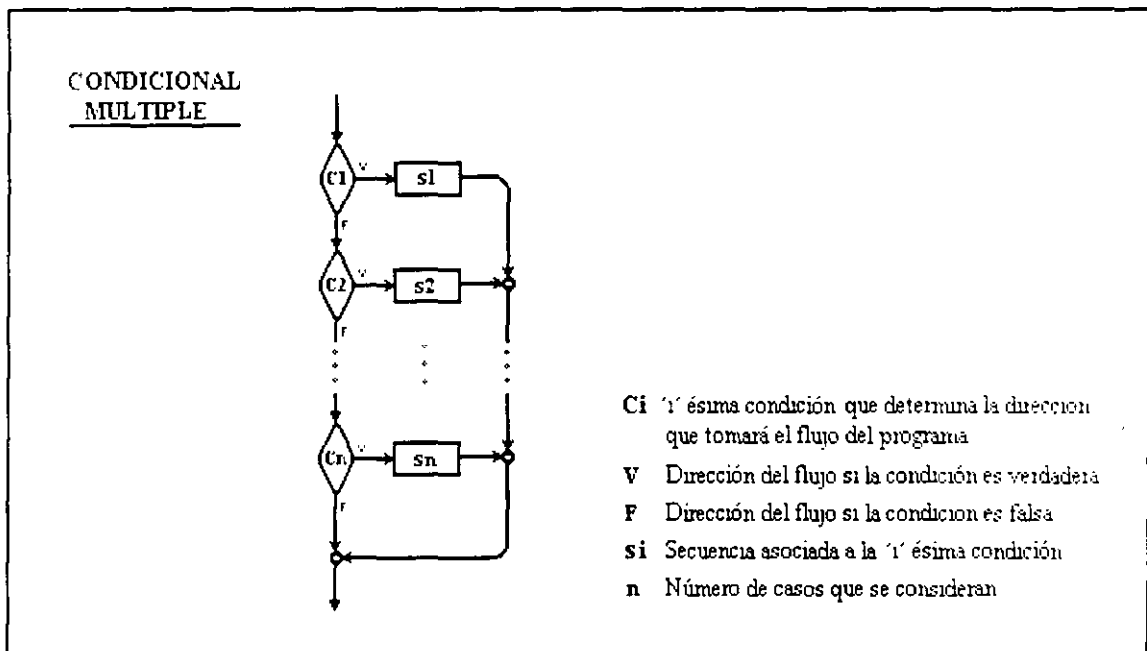 CONDICIONAL
MULTIPLE
C1 V s1
F
C2 V s2
F
Cn V sn
F
Ci 'i' ésima condición que determina la direccion
que tomará el flujo del programa
V Dirección del flujo si la condición es verdadera
F Dirección del flujo si la condicion es falsa
si Secuencia asociada a la 'i' ésima condición
n Número de casos que se consideran